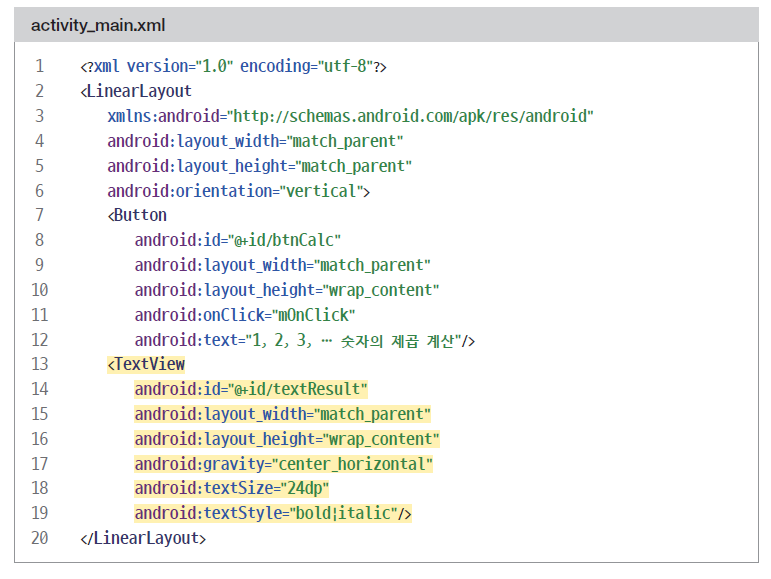 activity_main.xml
1 <?xml version="1.0" encoding="utf-8"?>
2 <LinearLayout
3 xmlns:android="http://schemas.android.com/apk/res/android"
4 android:layout_width="match_parent"
5 android:layout_height="match_parent"
6 android:orientation="vertical">
7 <Button
8 android:id="@+id/btnCalc"
9 android:layout_width="match_parent"
10 android:layout_height="wrap_content"
11 android:onClick="mOnClick"
12 android:text="1, 2, 3, … 숫자의 제곱 계산"/>
13 <TextView
14 android:id="@+id/textResult"
15 android:layout_width="match_parent"
16 android:layout_height="wrap_content"
17 android:gravity="center_horizontal"
18 android:textSize="24dp"
19 android:textStyle="bold|italic"/>
20 </LinearLayout>